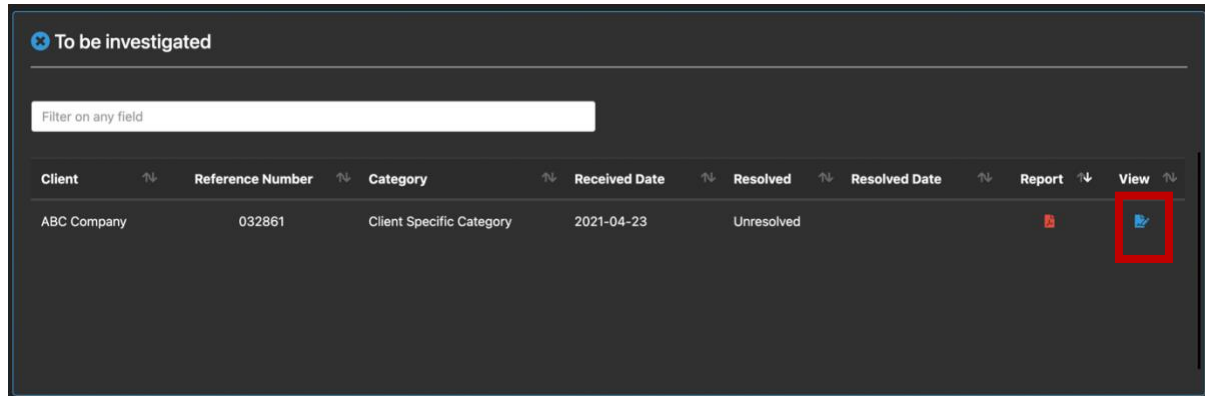 To be investigated
Filter on any field
Client Reference Number Category Received Date Resolved Resolved Date Report View
ABC Company 032861 Client Specific Category 2021-04-23 Unresolved